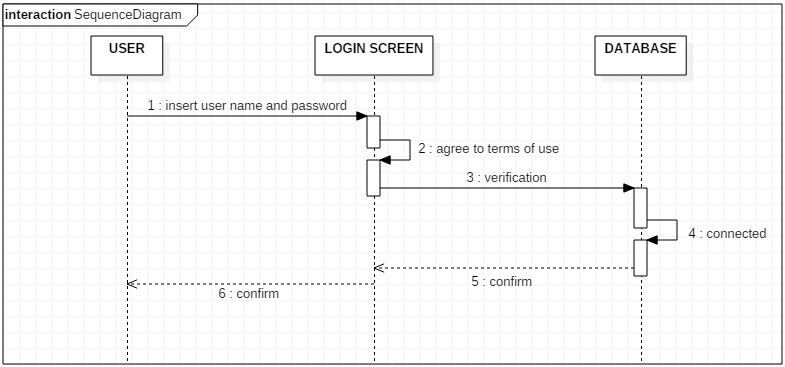 interaction SequenceDiagram
USER
LOGIN SCREEN
DATABASE
1 : insert user name and password
2 : agree to terms of use
3 : verification
4 : connected
5 : confirm
6 : confirm